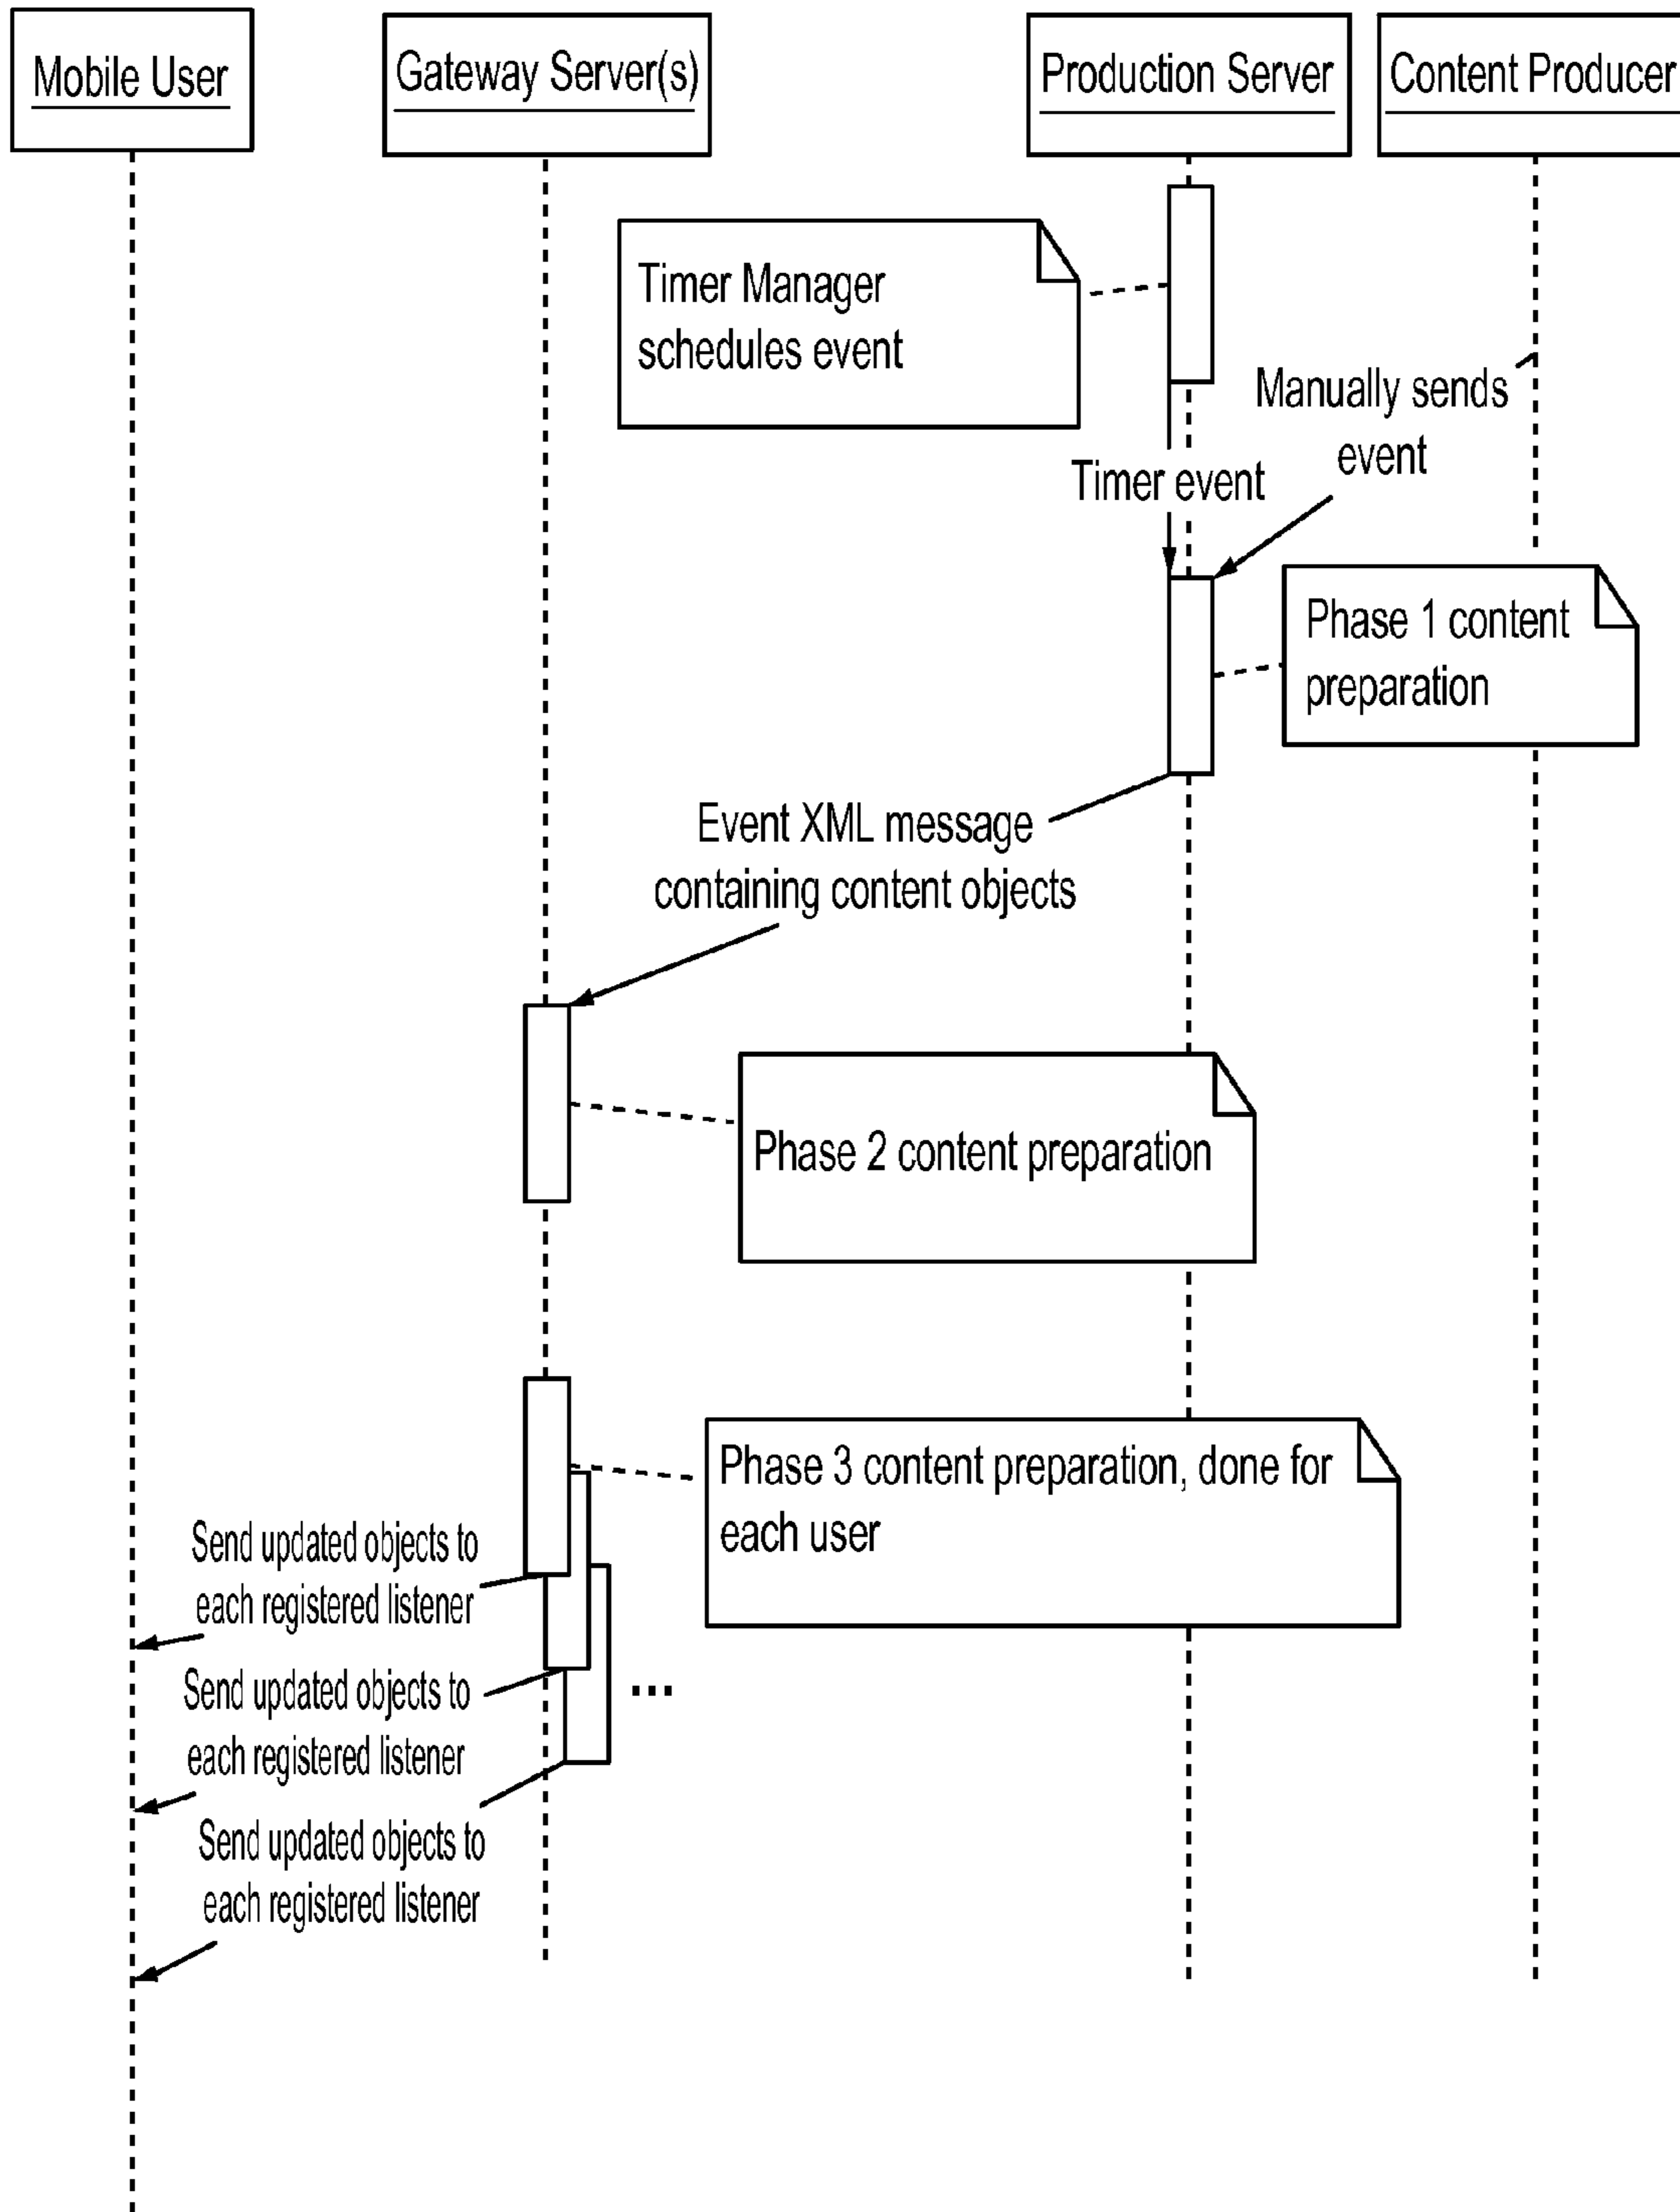 Mobile User
Gateway Server(s)
Production Server
Content Producer
Timer Manager
schedules event
Manually sends
event
Timer event
Phase 1 content
preparation
Event XML message
containing content objects
Phase 2 content preparation
Phase 3 content preparation, done for
each user
Send updated objects to
each registered listener
Send updated objects to
each registered listener
...
Send updated objects to
each registered listener